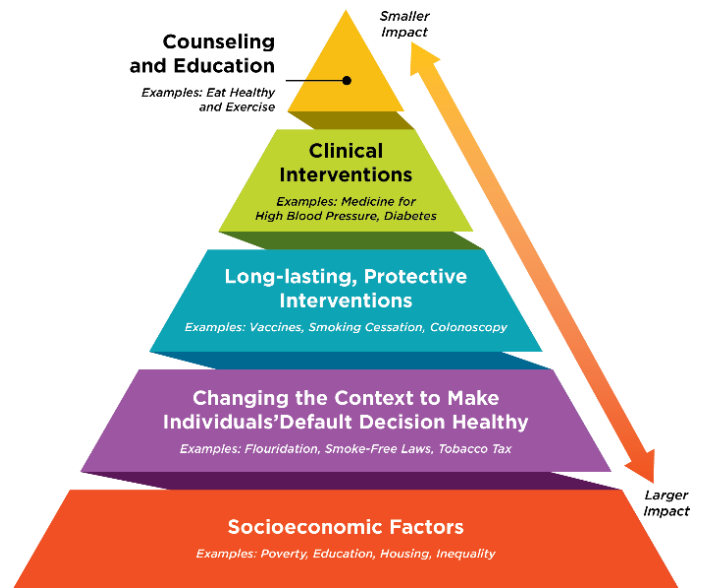 Smaller
Impact
Counseling
and Education
Examples: Eat Healthy
and Exercise
Clinical
Interventions
Examples: Medicine for
High Blood Pressure, Diabetes
Long-lasting, Protective
Interventions
Examples: Vaccines, Smoking Cessation, Colonoscopy
Changing the Context to Make
Individuals'Default Decision Healthy
Examples: Flouridation, Smoke-Free Laws, Tobacco Tax
Larger
Impact
Socioeconomic Factors
Examples: Poverty, Education, Housing, Inequality